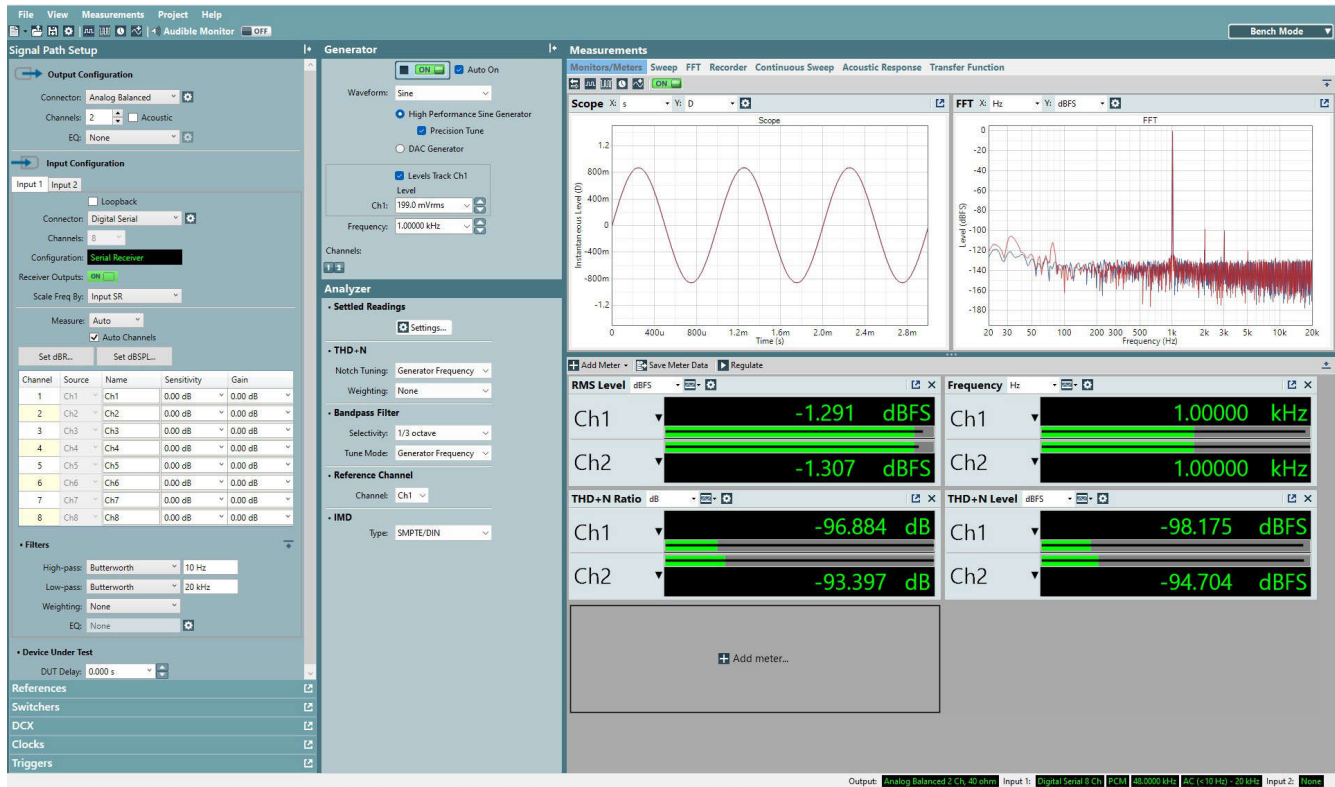 File View Measurements Project Help
Audible Monitor OFF
Bench Mode
Signal Path Setup
Output Configuration
Connector: Analog Balanced
Channels: 2 Acoustic
EQ: None
Input Configuration
Input 1 Input 2
Loopback
Connector: Digital Serial
Channels: 8
Configuration: Serial Receiver
Receiver Outputs: ON
Scale Freq By: Input SR
Measure: Auto
Auto Channels
Set dBR... Set dBSPL...
Channel Source Name Sensitivity Gain
1 Ch1 Ch1 0.00 dB 0.00 dB
2 Ch2 Ch2 0.00 dB 0.00 dB
3 Ch3 Ch3 0.00 dB 0.00 dB
4 Ch4 Ch4 0.00 dB 0.00 dB
5 Ch5 Ch5 0.00 dB 0.00 dB
6 Ch6 Ch6 0.00 dB 0.00 dB
7 Ch7 Ch7 0.00 dB 0.00 dB
8 Ch8 Ch8 0.00 dB 0.00 dB
Filters
High-pass: Butterworth 10 Hz
Low-pass: Butterworth 20 kHz
Weighting: None
EQ: None
Device Under Test
DUT Delay: 0.000 s
References
Switchers
DCX
Clocks
Triggers
Generator
ON Auto On
Waveform: Sine
High Performance Sine Generator
Precision Tune
DAC Generator
Levels Track Ch1
Level
Ch1: 199.0 mVrms
Frequency: 1.00000 kHz
Channels:
1 2
Analyzer
Settled Readings
Settings...
THD+N
Notch Tuning: Generator Frequency
Weighting: None
Bandpass Filter
Selectivity: 1/3 octave
Tune Mode: Generator Frequency
Reference Channel
Channel: Ch1
IMD
Type: SMPTE/DIN
Measurements
Monitors/Meters Sweep FFT Recorder Continuous Sweep Acoustic Response Transfer Function
ON
Scope X: s Y: D
Scope
Instantaneous Level (D)
1.2
800m
400m
0
-400m
-800m
-1.2
0 400u 800u 1.2m 1.6m 2.0m 2.4m 2.8m
Time (s)
FFT X: Hz Y: dBFS
FFT
Level (dBFS)
0
-20
-40
-60
-80
-100
-120
-140
-160
-180
20 30 50 100 200 300 500 1k 2k 3k 5k 10k 20k
Frequency (Hz)
Add Meter Save Meter Data Regulate
RMS Level dBFS
Ch1 -1.291 dBFS
Ch2 -1.307 dBFS
Frequency Hz
Ch1 1.00000 kHz
Ch2 1.00000 kHz
THD+N Ratio dB
Ch1 -96.884 dB
Ch2 -93.397 dB
THD+N Level dBFS
Ch1 -98.175 dBFS
Ch2 -94.704 dBFS
Add meter...
Output: Analog Balanced 2 Ch, 40 ohm Input 1: Digital Serial 8 Ch PCM 48.0000 kHz AC (<10 Hz) - 20 kHz Input 2: None